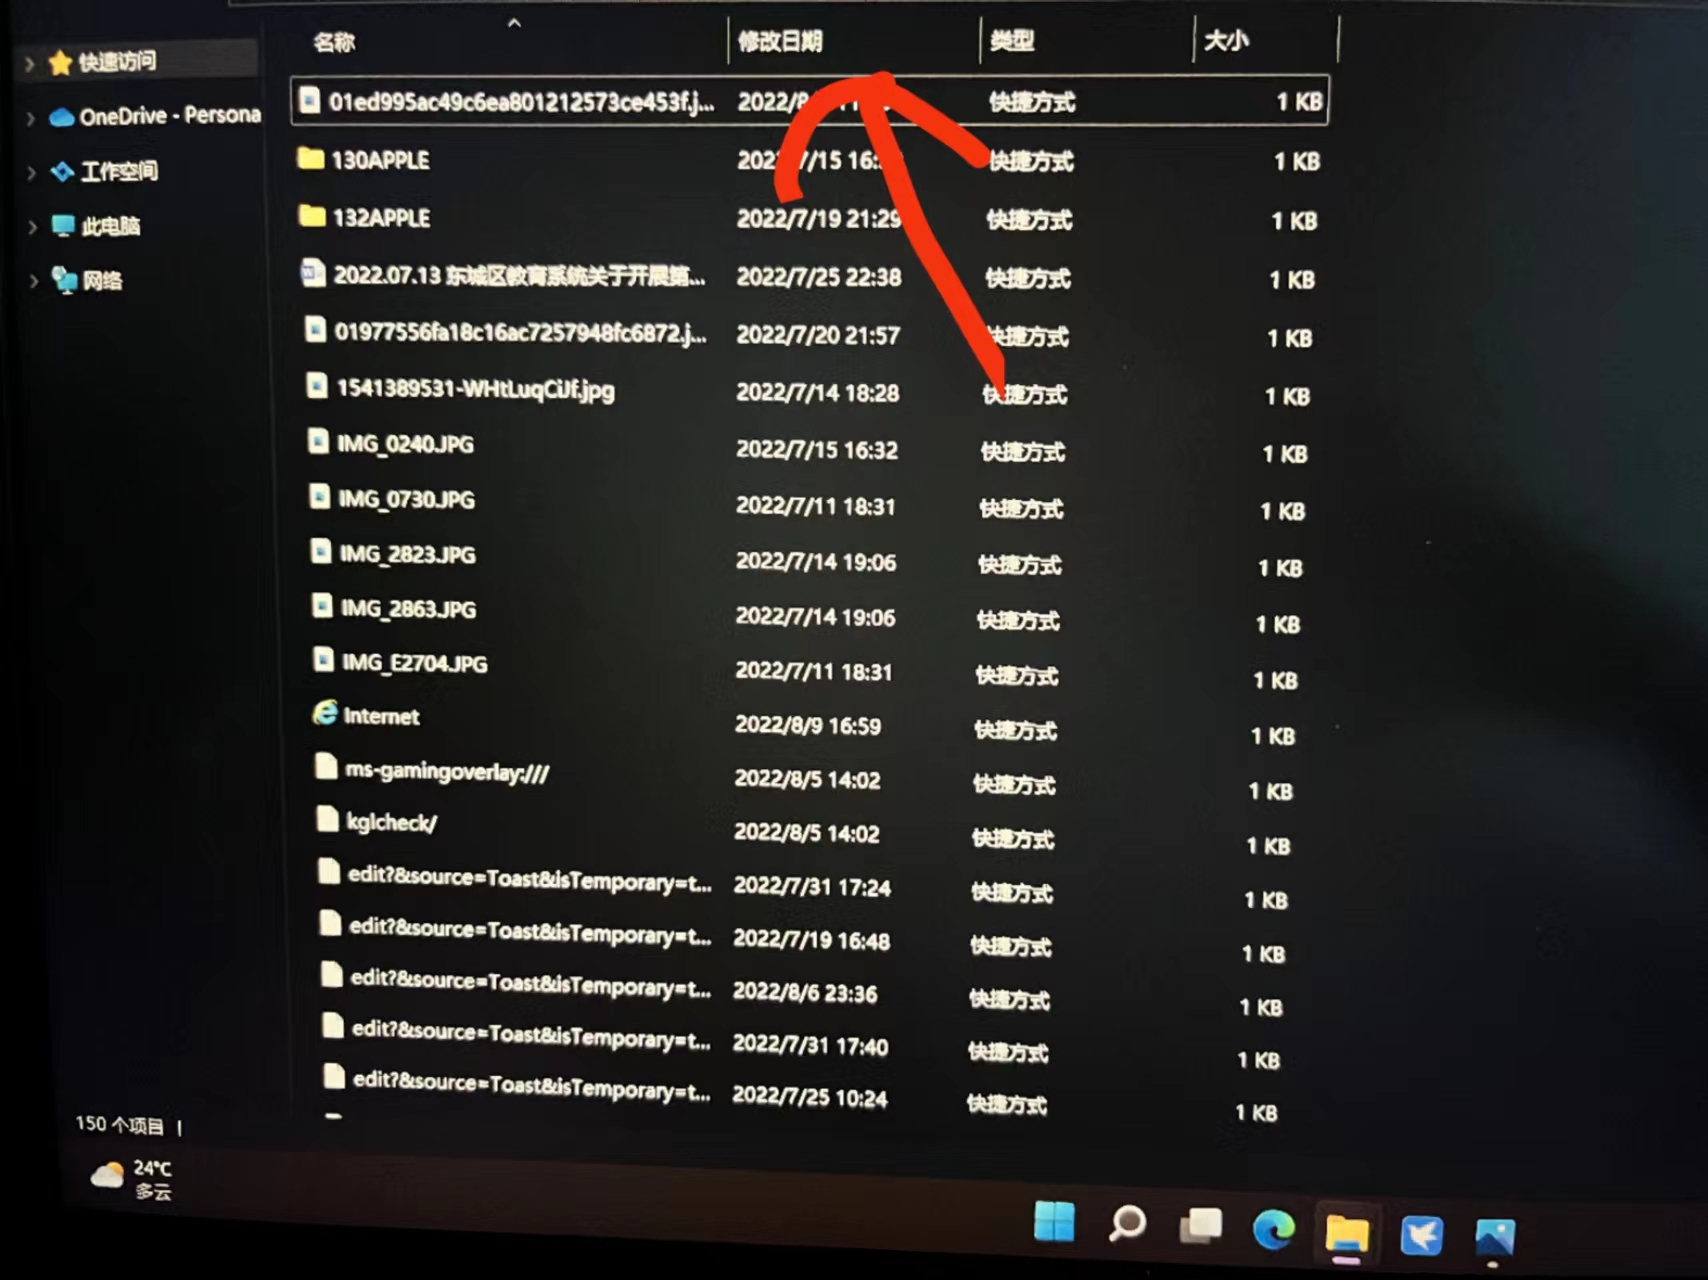 名称 修改日期 类型 大小
快速访问
OneDrive - Persona
工作空间
此电脑
网络
01ed995ac49c6ea801212573ce453f.j... 2022/8 快捷方式 1 KB
130APPLE 2022/7/15 16: 快捷方式 1 KB
132APPLE 2022/7/19 21:29 快捷方式 1 KB
2022.07.13 东城区教育系统关于开展第... 2022/7/25 22:38 快捷方式 1 KB
01977556fa18c16ac7257948fc6872.j... 2022/7/20 21:57 快捷方式 1 KB
1541389531-WHtLuqCiJf.jpg 2022/7/14 18:28 快捷方式 1 KB
IMG_0240.JPG 2022/7/15 16:32 快捷方式 1 KB
IMG_0730.JPG 2022/7/11 18:31 快捷方式 1 KB
IMG_2823.JPG 2022/7/14 19:06 快捷方式 1 KB
IMG_2863.JPG 2022/7/14 19:06 快捷方式 1 KB
IMG_E2704.JPG 2022/7/11 18:31 快捷方式 1 KB
Internet 2022/8/9 16:59 快捷方式 1 KB
ms-gamingoverlay:/// 2022/8/5 14:02 快捷方式 1 KB
kglcheck/ 2022/8/5 14:02 快捷方式 1 KB
edit?&source=Toast&isTemporary=t... 2022/7/31 17:24 快捷方式 1 KB
edit?&source=Toast&isTemporary=t... 2022/7/19 16:48 快捷方式 1 KB
edit?&source=Toast&isTemporary=t... 2022/8/6 23:36 快捷方式 1 KB
edit?&source=Toast&isTemporary=t... 2022/7/31 17:40 快捷方式 1 KB
edit?&source=Toast&isTemporary=t... 2022/7/25 10:24 快捷方式 1 KB
150 个项目
24°C
多云